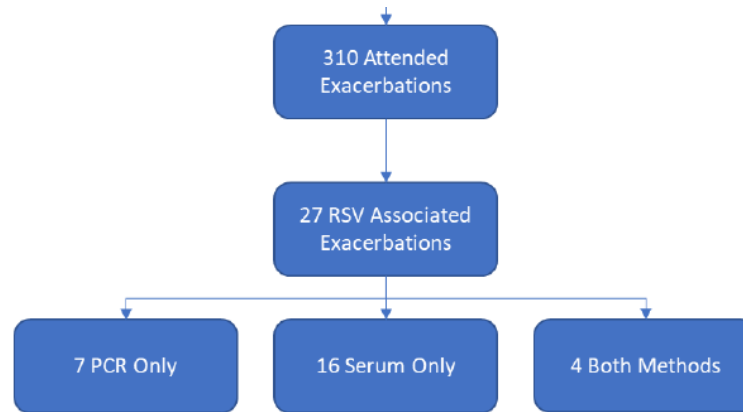 310 Attended
Exacerbations
27 RSV Associated
Exacerbations
7 PCR Only
16 Serum Only
4 Both Methods